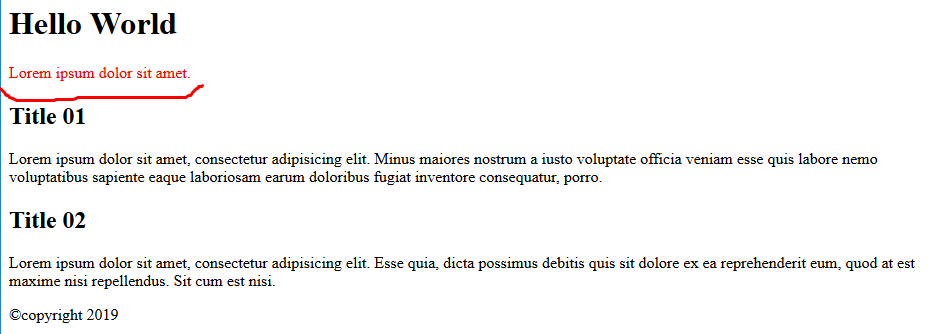 Hello World
Lorem ipsum dolor sit amet.
Title 01
Lorem ipsum dolor sit amet, consectetur adipisicing elit. Minus maiores nostrum a iusto voluptate officia veniam esse quis labore nemo
voluptatibus sapiente eaque laboriosam earum doloribus fugiat inventore consequatur, porro.
Title 02
Lorem ipsum dolor sit amet, consectetur adipisicing elit. Esse quia, dicta possimus debitis quis sit dolore ex ea reprehenderit eum, quod at est
maxime nisi repellendus. Sit cum est nisi.
©copyright 2019